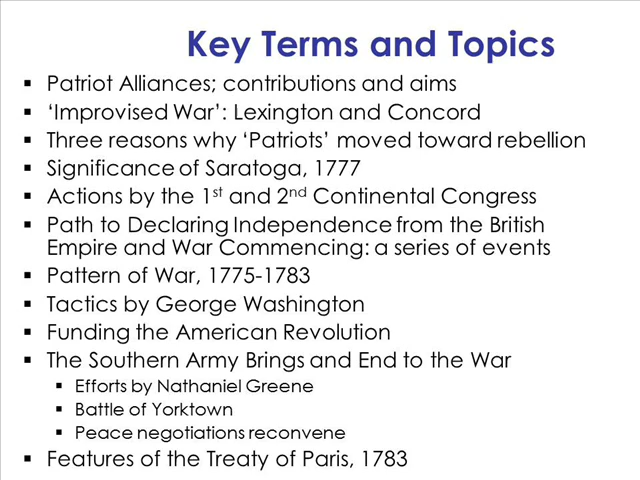 Key Terms and Topics
▪ Patriot Alliances; contributions and aims
▪ ‘Improvised War’: Lexington and Concord
▪ Three reasons why ‘Patriots’ moved toward rebellion
▪ Significance of Saratoga, 1777
▪ Actions by the 1st and 2nd Continental Congress
▪ Path to Declaring Independence from the British
Empire and War Commencing: a series of events
▪ Pattern of War, 1775-1783
▪ Tactics by George Washington
▪ Funding the American Revolution
▪ The Southern Army Brings and End to the War
▪ Efforts by Nathaniel Greene
▪ Battle of Yorktown
▪ Peace negotiations reconvene
▪ Features of the Treaty of Paris, 1783